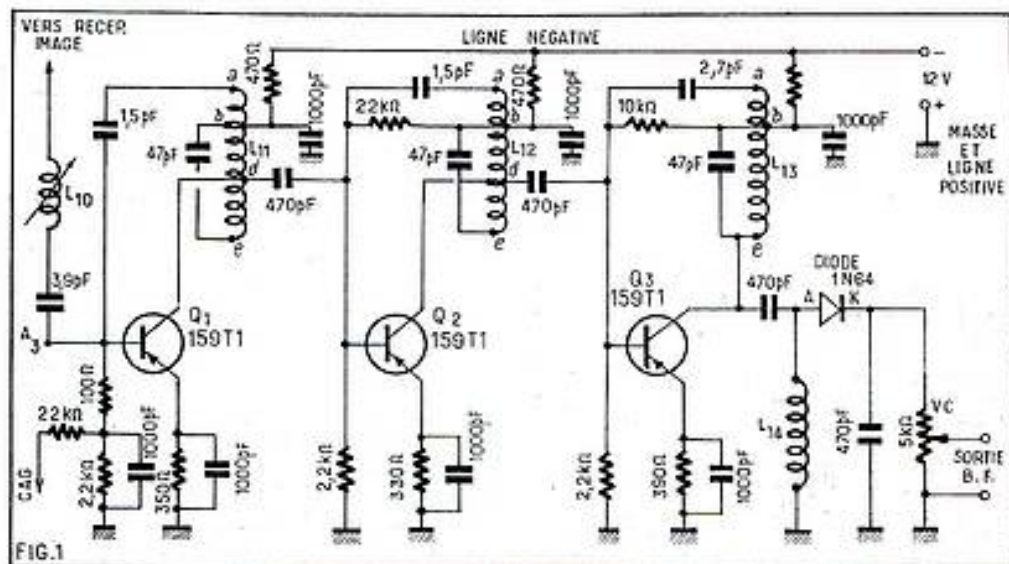 VERS RECEP.
IMAGE
LIGNE NEGATIVE
-
12 V
+
MASSE
ET
LIGNE
POSITIVE
1,5pF
a
470Ω
1000pF
b
47pF
L11
d
470pF
e
L10
3,9pF
A3
Q1
159T1
100Ω
22kΩ
CAG
2,2kΩ
1000pF
350Ω
1000pF
1,5pF
a
22kΩ
470Ω
1000pF
b
47pF
L12
d
470pF
e
Q2
159T1
2,2kΩ
330Ω
1000pF
2,7pF
a
10kΩ
b
1000pF
47pF
L13
e
Q3
159T1
470pF
DIODE
1N64
A
K
2,2kΩ
390Ω
1000pF
L14
470pF
5kΩ
VC
SORTIE
B.F.
FIG.1